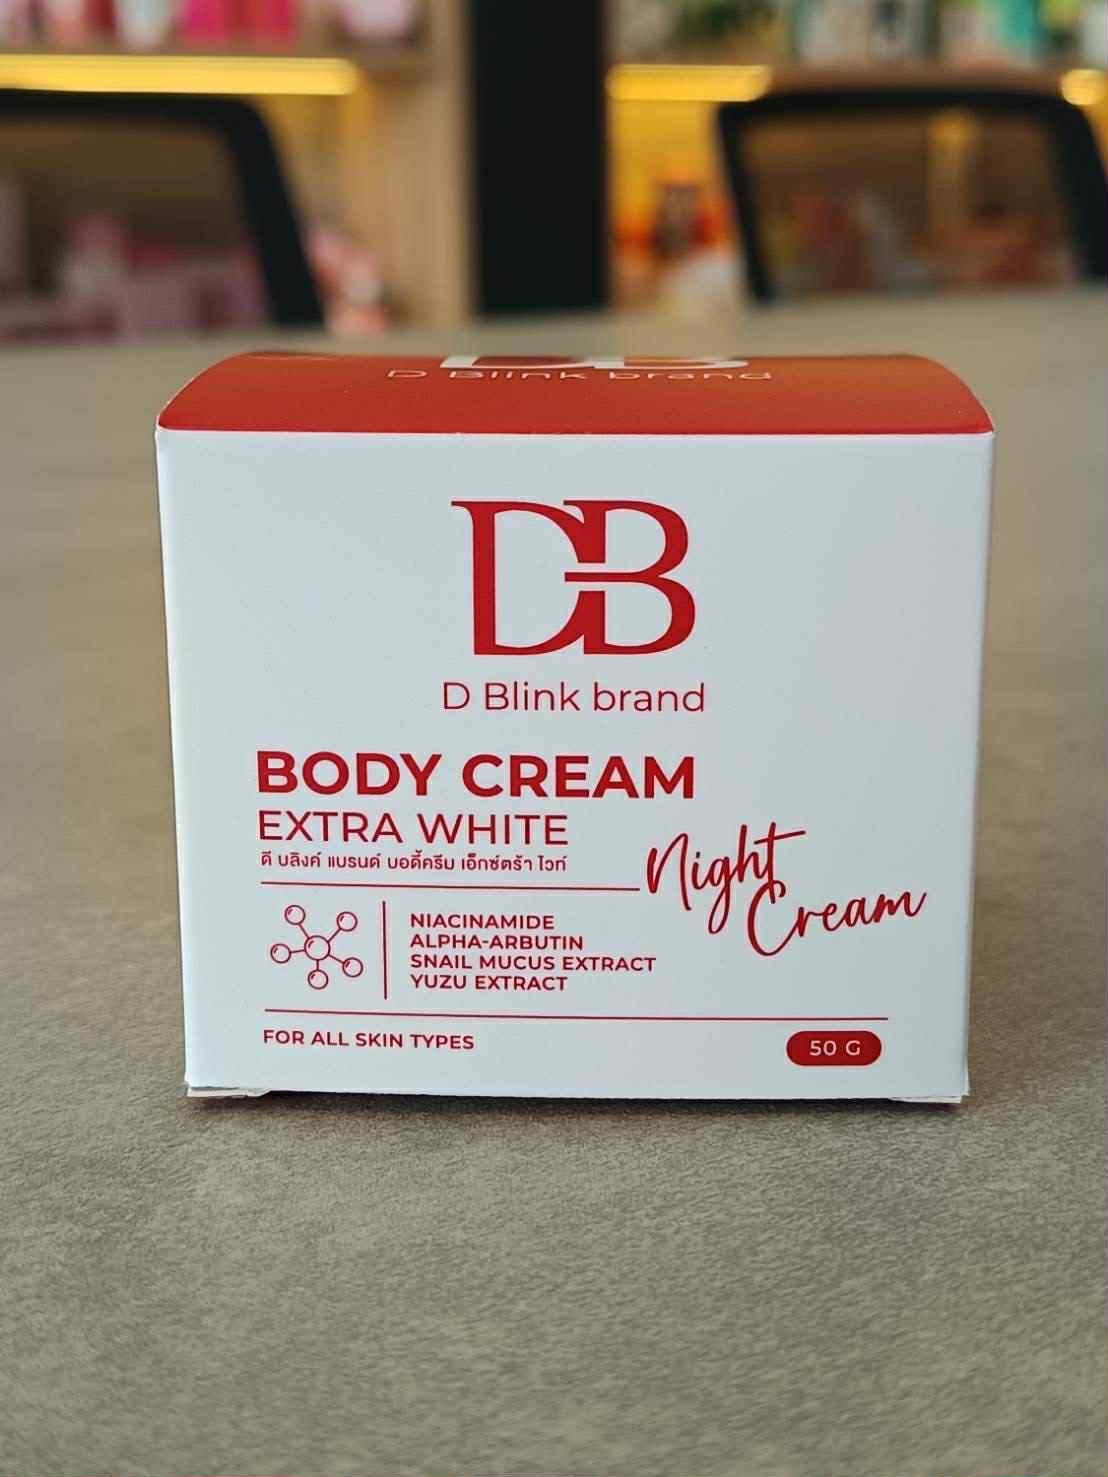 D Blink brand
DB
D Blink brand
BODY CREAM
EXTRA WHITE
ดี บลิงค์ แบรนด์ บอดี้ครีม เอ็กซ์ตร้า ไวท์
Night
Cream
NIACINAMIDE
ALPHA-ARBUTIN
SNAIL MUCUS EXTRACT
YUZU EXTRACT
FOR ALL SKIN TYPES
50 G